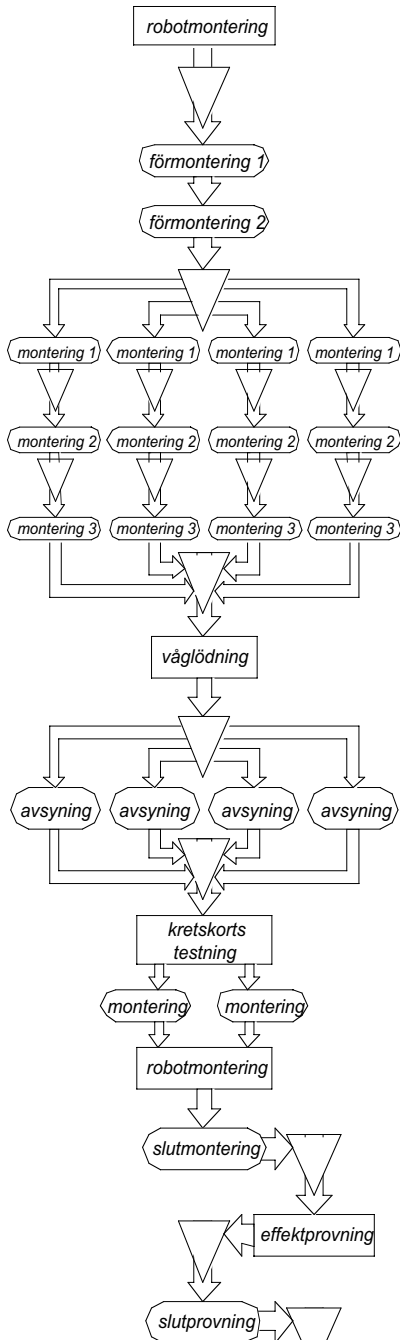 robotmontering
förmontering 1
förmontering 2
montering 1 montering 1 montering 1 montering 1
montering 2 montering 2 montering 2 montering 2
montering 3 montering 3 montering 3 montering 3
våglödning
avsyning avsyning avsyning avsyning
kretskorts
testning
montering montering
robotmontering
slutmontering
effektprovning
slutprovning